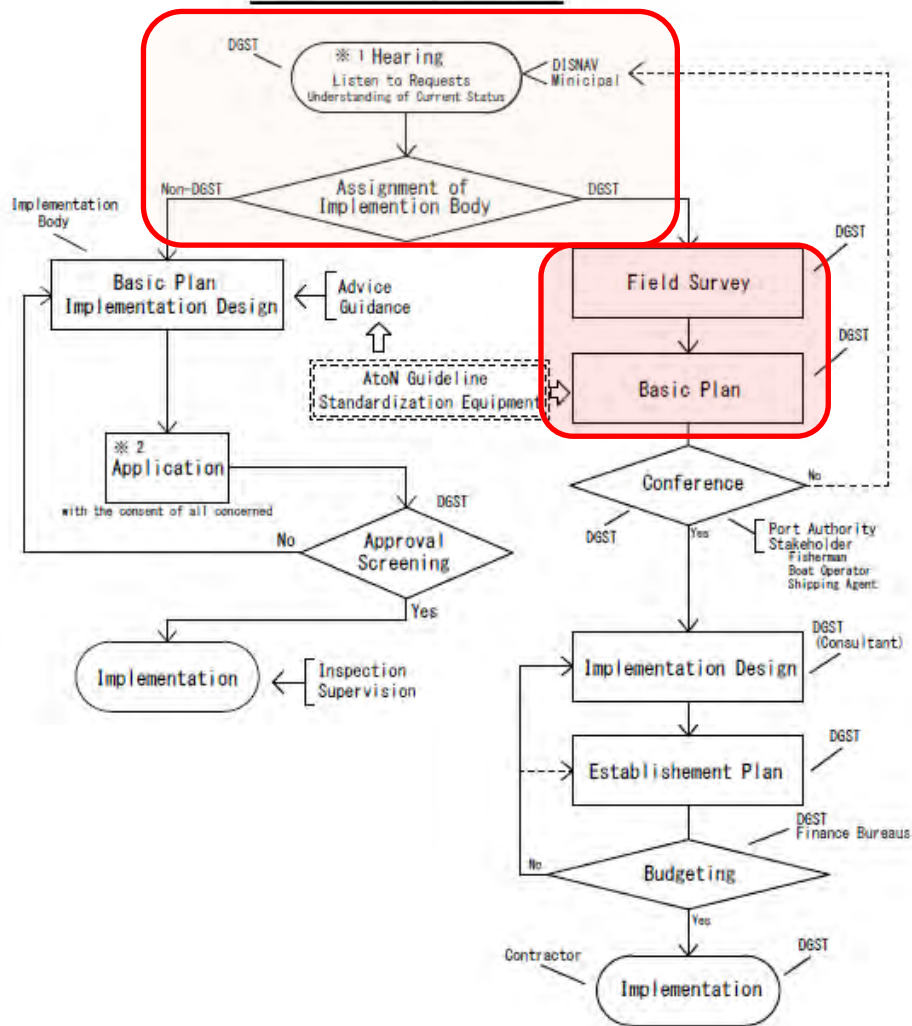 DGST
※ 1 Hearing
Listen to Requests
Understanding of Current Status
DISNAV
Minicipal
Non-DGST
Assignment of
Implemention Body
DGST
Implementation
Body
Basic Plan
Implementation Design
Advice
Guidance
DGST
Field Survey
DGST
Basic Plan
AtoN Guideline
Standardization Equipment
※ 2
Application
with the consent of all concerned
DGST
No
Approval
Screening
Yes
Implementation
Inspection
Supervision
Conference
No
DGST
Yes
Port Authority
Stakeholder
Fisherman
Boat Operator
Shipping Agent
DGST
(Consultant)
Implementation Design
DGST
Establishement Plan
DGST
Finance Bureaus
No
Budgeting
Yes
Contractor
DGST
Implementation